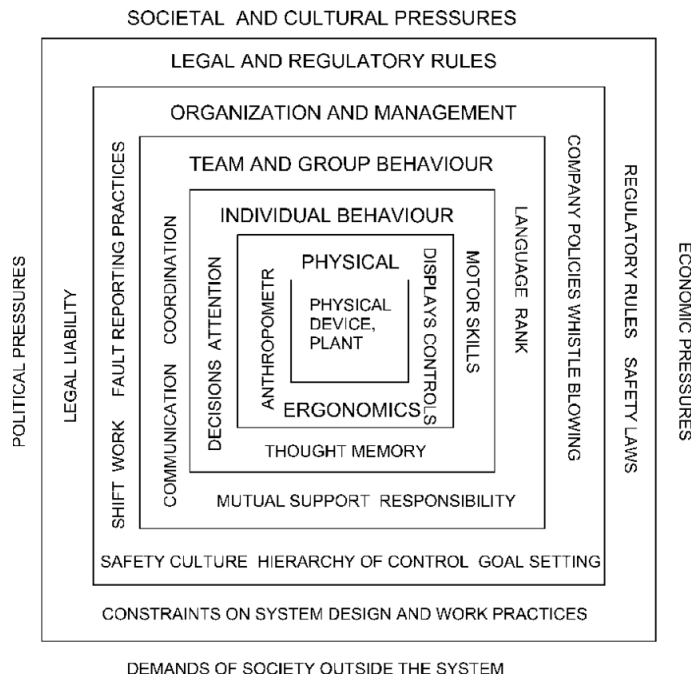 SOCIETAL AND CULTURAL PRESSURES
LEGAL AND REGULATORY RULES
ORGANIZATION AND MANAGEMENT
TEAM AND GROUP BEHAVIOUR
INDIVIDUAL BEHAVIOUR
PHYSICAL
PHYSICAL
DEVICE,
PLANT
ERGONOMICS
ANTHROPOMETR
DISPLAYS CONTROLS
DECISIONS ATTENTION
MOTOR SKILLS
THOUGHT MEMORY
COMMUNICATION COORDINATION
LANGUAGE RANK
MUTUAL SUPPORT RESPONSIBILITY
SHIFT WORK FAULT REPORTING PRACTICES
COMPANY POLICIES WHISTLE BLOWING
SAFETY CULTURE HIERARCHY OF CONTROL GOAL SETTING
LEGAL LIABILITY
REGULATORY RULES SAFETY LAWS
CONSTRAINTS ON SYSTEM DESIGN AND WORK PRACTICES
POLITICAL PRESSURES
ECONOMIC PRESSURES
DEMANDS OF SOCIETY OUTSIDE THE SYSTEM